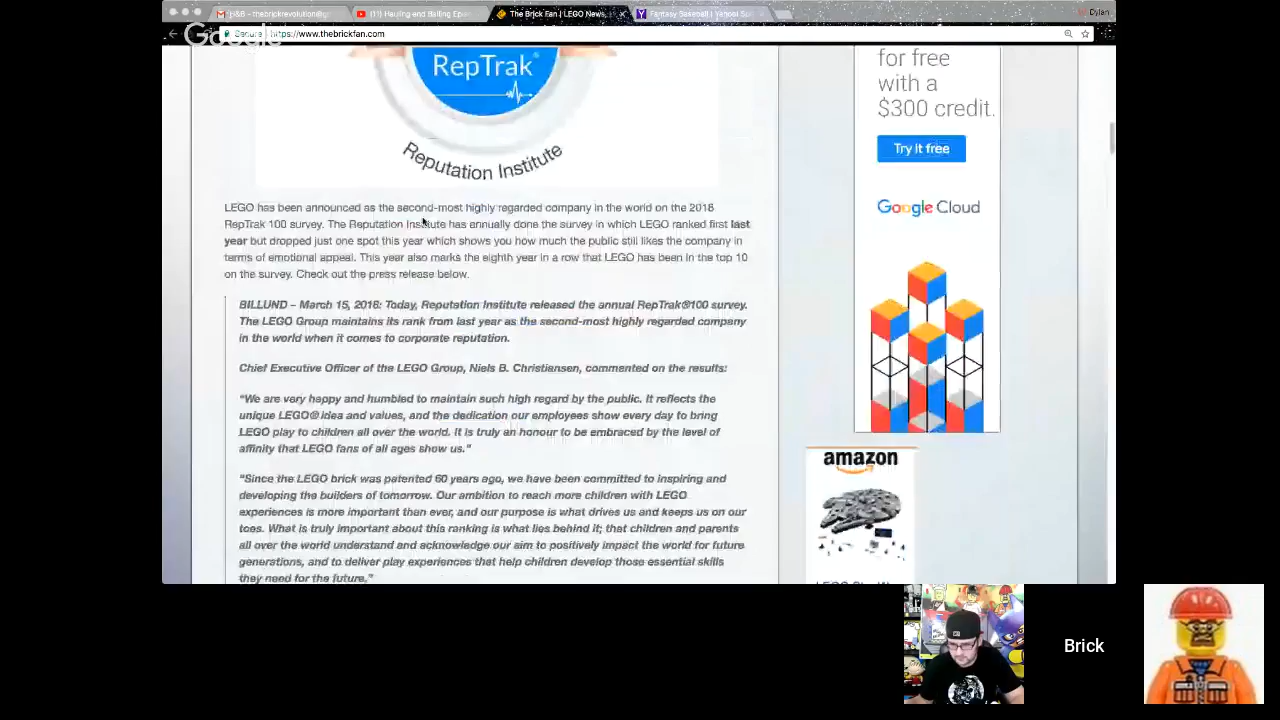 The Brick Fan | LEGO News,
Fantasy Baseball | Yahoo!
Dylan
Google
Secure
https://www.thebrickfan.com
RepTrak®
Reputation Institute
LEGO has been announced as the second-most highly regarded company in the world on the 2018
RepTrak 100 survey. The Reputation Institute has annually done the survey in which LEGO ranked first last
year but dropped just one spot this year which shows you how much the public still likes the company in
terms of emotional appeal. This year also marks the eighth year in a row that LEGO has been in the top 10
on the survey. Check out the press release below.
BILLUND – March 15, 2018: Today, Reputation Institute released the annual RepTrak®100 survey.
The LEGO Group maintains its rank from last year as the second-most highly regarded company
in the world when it comes to corporate reputation.
Chief Executive Officer of the LEGO Group, Niels B. Christiansen, commented on the results:
“We are very happy and humbled to maintain such high regard by the public. It reflects the
unique LEGO® idea and values, and the dedication our employees show every day to bring
LEGO play to children all over the world. It is truly an honour to be embraced by the level of
affinity that LEGO fans of all ages show us.”
“Since the LEGO brick was patented 60 years ago, we have been committed to inspiring and
developing the builders of tomorrow. Our ambition to reach more children with LEGO
experiences is more important than ever, and our purpose is what drives us and keeps us on our
toes. What is truly important about this ranking is what lies behind it; that children and parents
all over the world understand and acknowledge our aim to positively impact the world for future
generations, and to deliver play experiences that help children develop those essential skills
they need for the future.”
for free
with a
$300 credit.
Try it free
Google Cloud
amazon
Brick